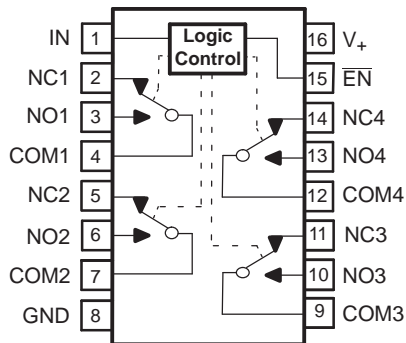 IN 1 Logic Control 16 V+
15 EN
NC1 2
14 NC4
NO1 3
13 NO4
COM1 4
12 COM4
NC2 5
11 NC3
NO2 6
10 NO3
COM2 7
9 COM3
GND 8